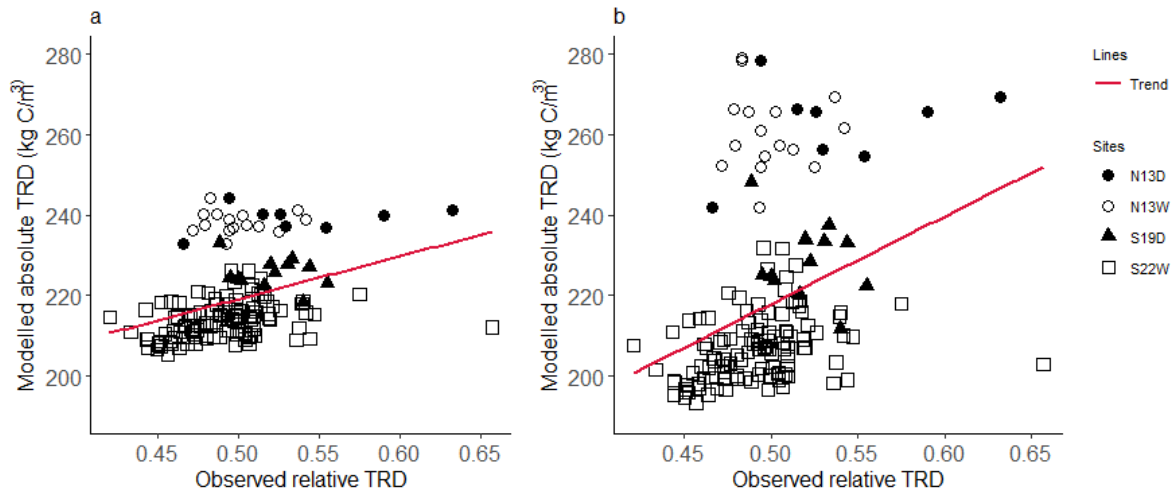 a
Modelled absolute TRD (kg C/m³)
280
260
240
220
200
0.45 0.50 0.55 0.60 0.65
Observed relative TRD
b
Modelled absolute TRD (kg C/m³)
280
260
240
220
200
0.45 0.50 0.55 0.60 0.65
Observed relative TRD
Lines
Trend
Sites
N13D
N13W
S19D
S22W